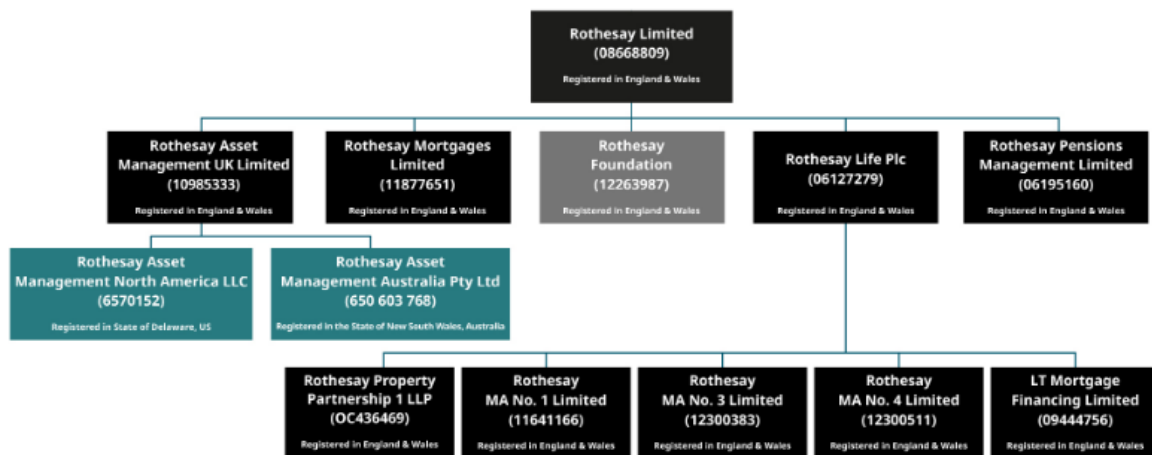 Rothesay Limited
(08668809)
Registered in England & Wales
Rothesay Asset
Management UK Limited
(10985333)
Registered in England & Wales
Rothesay Mortgages
Limited
(11877651)
Registered in England & Wales
Rothesay
Foundation
(12263987)
Registered in England & Wales
Rothesay Life Plc
(06127279)
Registered in England & Wales
Rothesay Pensions
Management Limited
(06195160)
Registered in England & Wales
Rothesay Asset
Management North America LLC
(6570152)
Registered in State of Delaware, US
Rothesay Asset
Management Australia Pty Ltd
(650 603 768)
Registered in the State of New South Wales, Australia
Rothesay Property
Partnership 1 LLP
(OC436469)
Registered in England & Wales
Rothesay
MA No. 1 Limited
(11641166)
Registered in England & Wales
Rothesay
MA No. 3 Limited
(12300383)
Registered in England & Wales
Rothesay
MA No. 4 Limited
(12300511)
Registered in England & Wales
LT Mortgage
Financing Limited
(09444756)
Registered in England & Wales